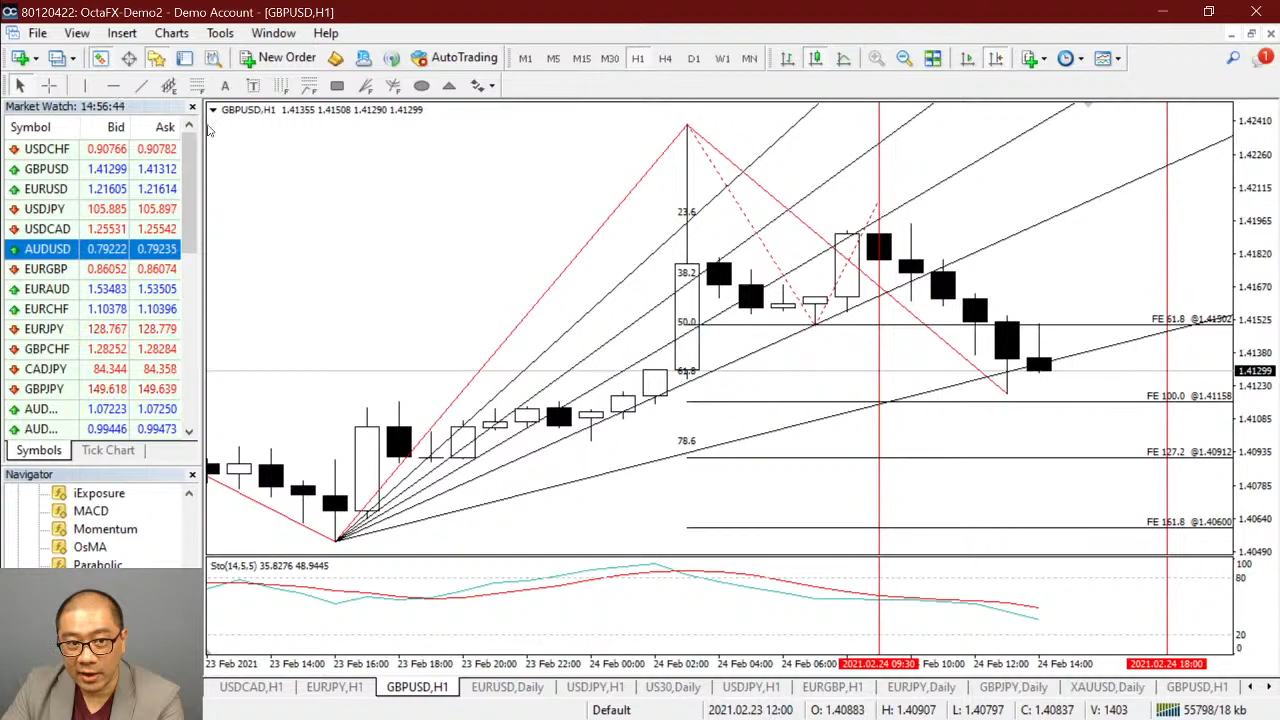 80120422: OctaFX-Demo2 - Demo Account - [GBPUSD,H1]
File View Insert Charts Tools Window Help
New Order AutoTrading M1 M5 M15 M30 H1 H4 D1 W1 MN 1
A T
Market Watch: 14:56:44
Symbol Bid Ask
USDCHF 0.90766 0.90782
GBPUSD 1.41299 1.41312
EURUSD 1.21605 1.21614
USDJPY 105.885 105.897
USDCAD 1.25531 1.25542
AUDUSD 0.79222 0.79235
EURGBP 0.86052 0.86074
EURAUD 1.53483 1.53505
EURCHF 1.10378 1.10396
EURJPY 128.767 128.779
GBPCHF 1.28252 1.28284
CADJPY 84.344 84.358
GBPJPY 149.618 149.639
AUD... 1.07223 1.07250
AUD... 0.99446 0.99473
Symbols Tick Chart
Navigator
iExposure
MACD
Momentum
OsMA
Parabolic
GBPUSD,H1 1.41355 1.41508 1.41290 1.41299
23.6
38.2
50.0
61.8
78.6
FE 61.8 @1.41502
FE 100.0 @1.41158
FE 127.2 @1.40912
FE 161.8 @1.40600
1.42410
1.42260
1.42115
1.41965
1.41820
1.41670
1.41525
1.41380
1.41299
1.41230
1.41085
1.40935
1.40785
1.40640
1.40490
Sto(14,5,5) 35.8276 48.9445
100
80
20
0
23 Feb 2021 23 Feb 14:00 23 Feb 16:00 23 Feb 18:00 23 Feb 20:00 23 Feb 22:00 24 Feb 00:00 24 Feb 02:00 24 Feb 04:00 24 Feb 06:00 2021.02.24 09:30 Feb 10:00 24 Feb 12:00 24 Feb 14:00 2021.02.24 18:00
USDCAD,H1 EURJPY,H1 GBPUSD,H1 EURUSD,Daily USDJPY,H1 US30,Daily USDJPY,H1 EURGBP,H1 EURJPY,Daily GBPJPY,Daily XAUUSD,Daily GBPUSD,H1
Default 2021.02.23 12:00 O: 1.40883 H: 1.40907 L: 1.40797 C: 1.40837 V: 1403 55798/18 kb